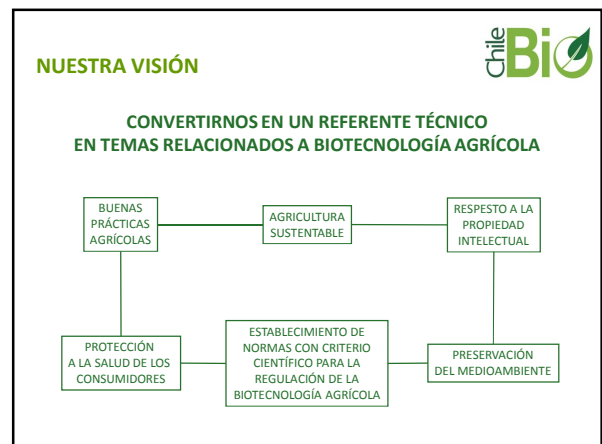 NUESTRA VISIÓN
Chile
Bio
CONVERTIRNOS EN UN REFERENTE TÉCNICO
EN TEMAS RELACIONADOS A BIOTECNOLOGÍA AGRÍCOLA
BUENAS
PRÁCTICAS
AGRÍCOLAS
AGRICULTURA
SUSTENTABLE
RESPETO A LA
PROPIEDAD
INTELECTUAL
PROTECCIÓN
A LA SALUD DE LOS
CONSUMIDORES
ESTABLECIMIENTO DE
NORMAS CON CRITERIO
CIENTÍFICO PARA LA
REGULACIÓN DE LA
BIOTECNOLOGÍA AGRÍCOLA
PRESERVACIÓN
DEL MEDIOAMBIENTE